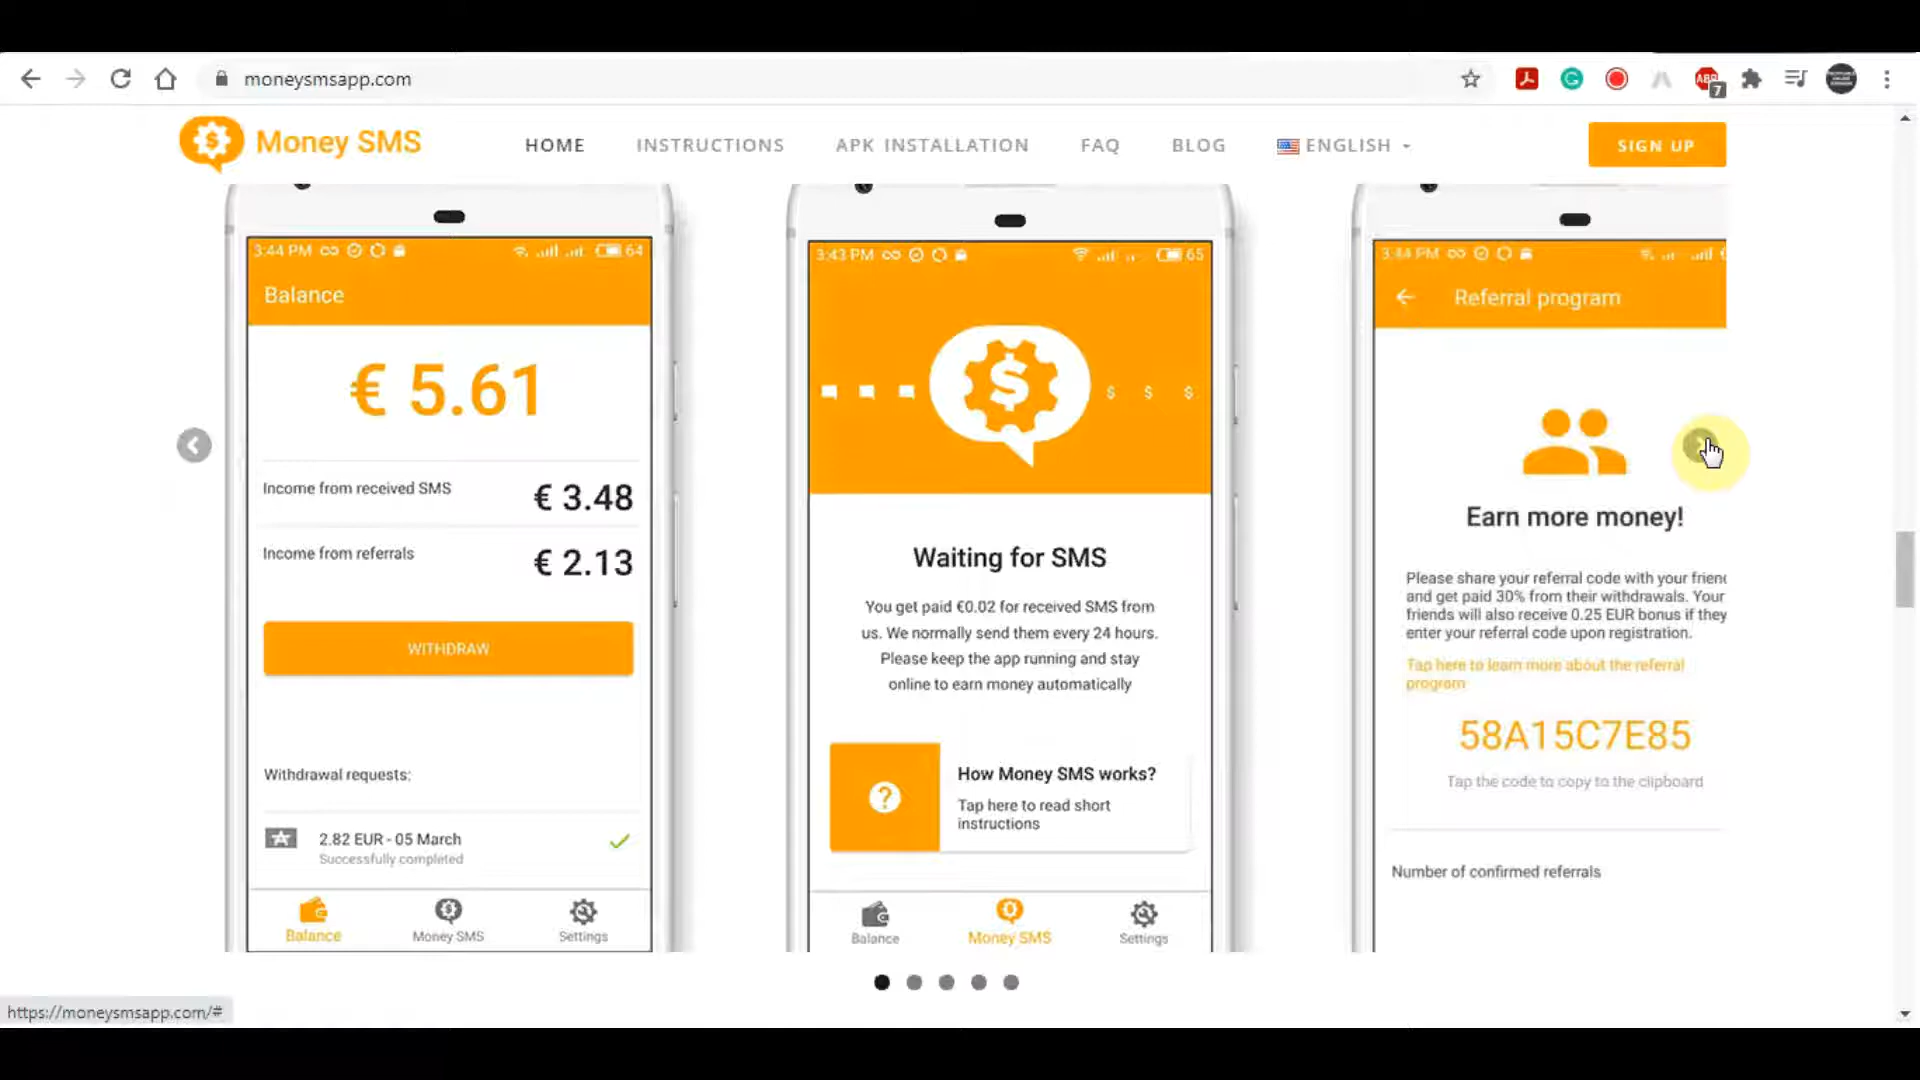 moneysmsapp.com
ABP
7
Money SMS
HOME
INSTRUCTIONS
APK INSTALLATION
FAQ
BLOG
ENGLISH
SIGN UP
3:44 PM
64
Balance
€ 5.61
Income from received SMS
€ 3.48
Income from referrals
€ 2.13
WITHDRAW
Withdrawal requests:
2.82 EUR - 05 March
Successfully completed
Balance
Money SMS
Settings
3:43 PM
65
$
$ $ $
Waiting for SMS
You get paid €0.02 for received SMS from
us. We normally send them every 24 hours.
Please keep the app running and stay
online to earn money automatically
?
How Money SMS works?
Tap here to read short
instructions
Balance
Money SMS
Settings
3:44 PM
Referral program
Earn more money!
Please share your referral code with your frien
and get paid 30% from their withdrawals. Your
friends will also receive 0.25 EUR bonus if they
enter your referral code upon registration.
Tap here to learn more about the referral
program
58A15C7E85
Tap the code to copy to the clipboard
Number of confirmed referrals
https://moneysmsapp.com/#